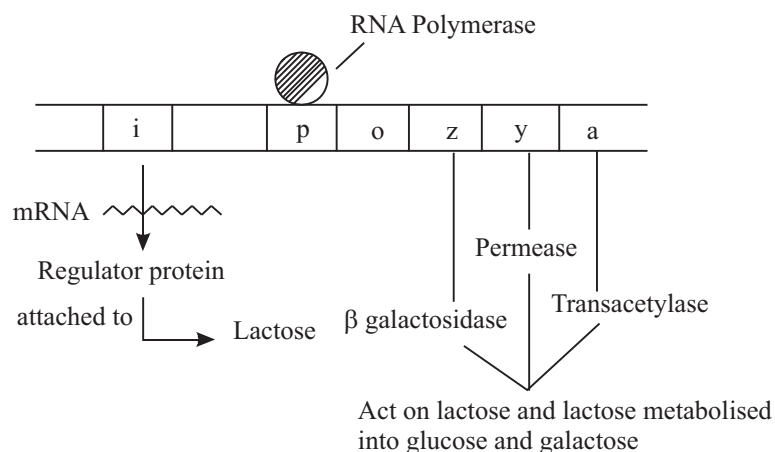 RNA Polymerase
i p o z y a
mRNA
Regulator protein
attached to
Lactose
Permease
β galactosidase
Transacetylase
Act on lactose and lactose metabolised
into glucose and galactose